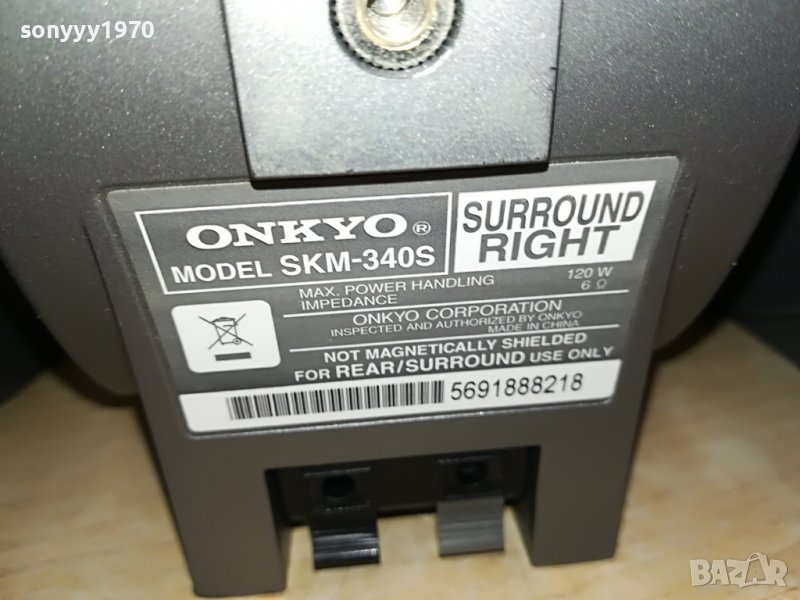 sonyyy1970
ONKYO®
MODEL SKM-340S
SURROUND
RIGHT
MAX. POWER HANDLING 120 W
IMPEDANCE 6 Ω
ONKYO CORPORATION
INSPECTED AND AUTHORIZED BY ONKYO
MADE IN CHINA
NOT MAGNETICALLY SHIELDED
FOR REAR/SURROUND USE ONLY
5691888218
BAZAR